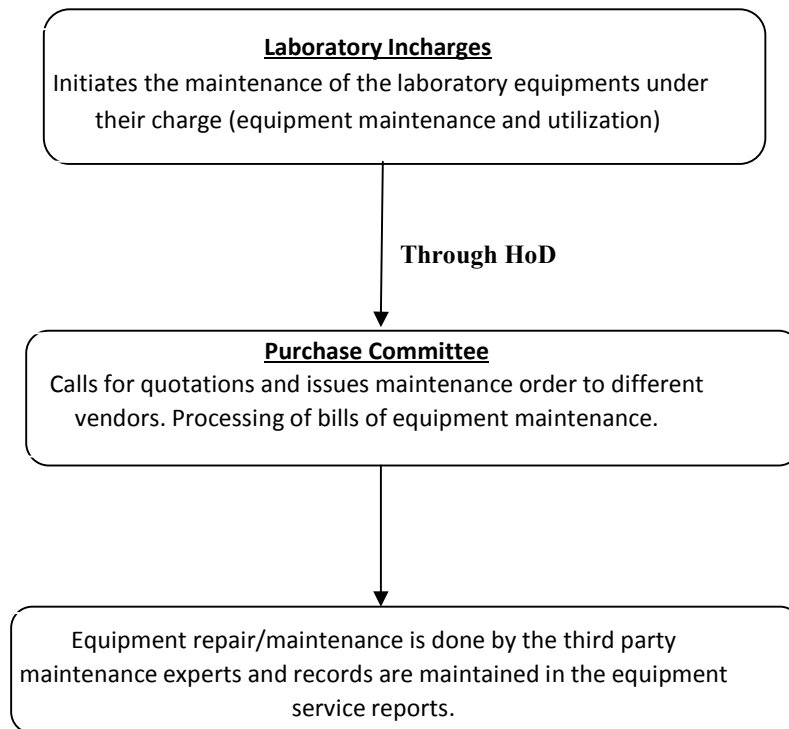 Laboratory Incharges
Initiates the maintenance of the laboratory equipments under
their charge (equipment maintenance and utilization)
Through HoD
Purchase Committee
Calls for quotations and issues maintenance order to different
vendors. Processing of bills of equipment maintenance.
Equipment repair/maintenance is done by the third party
maintenance experts and records are maintained in the equipment
service reports.